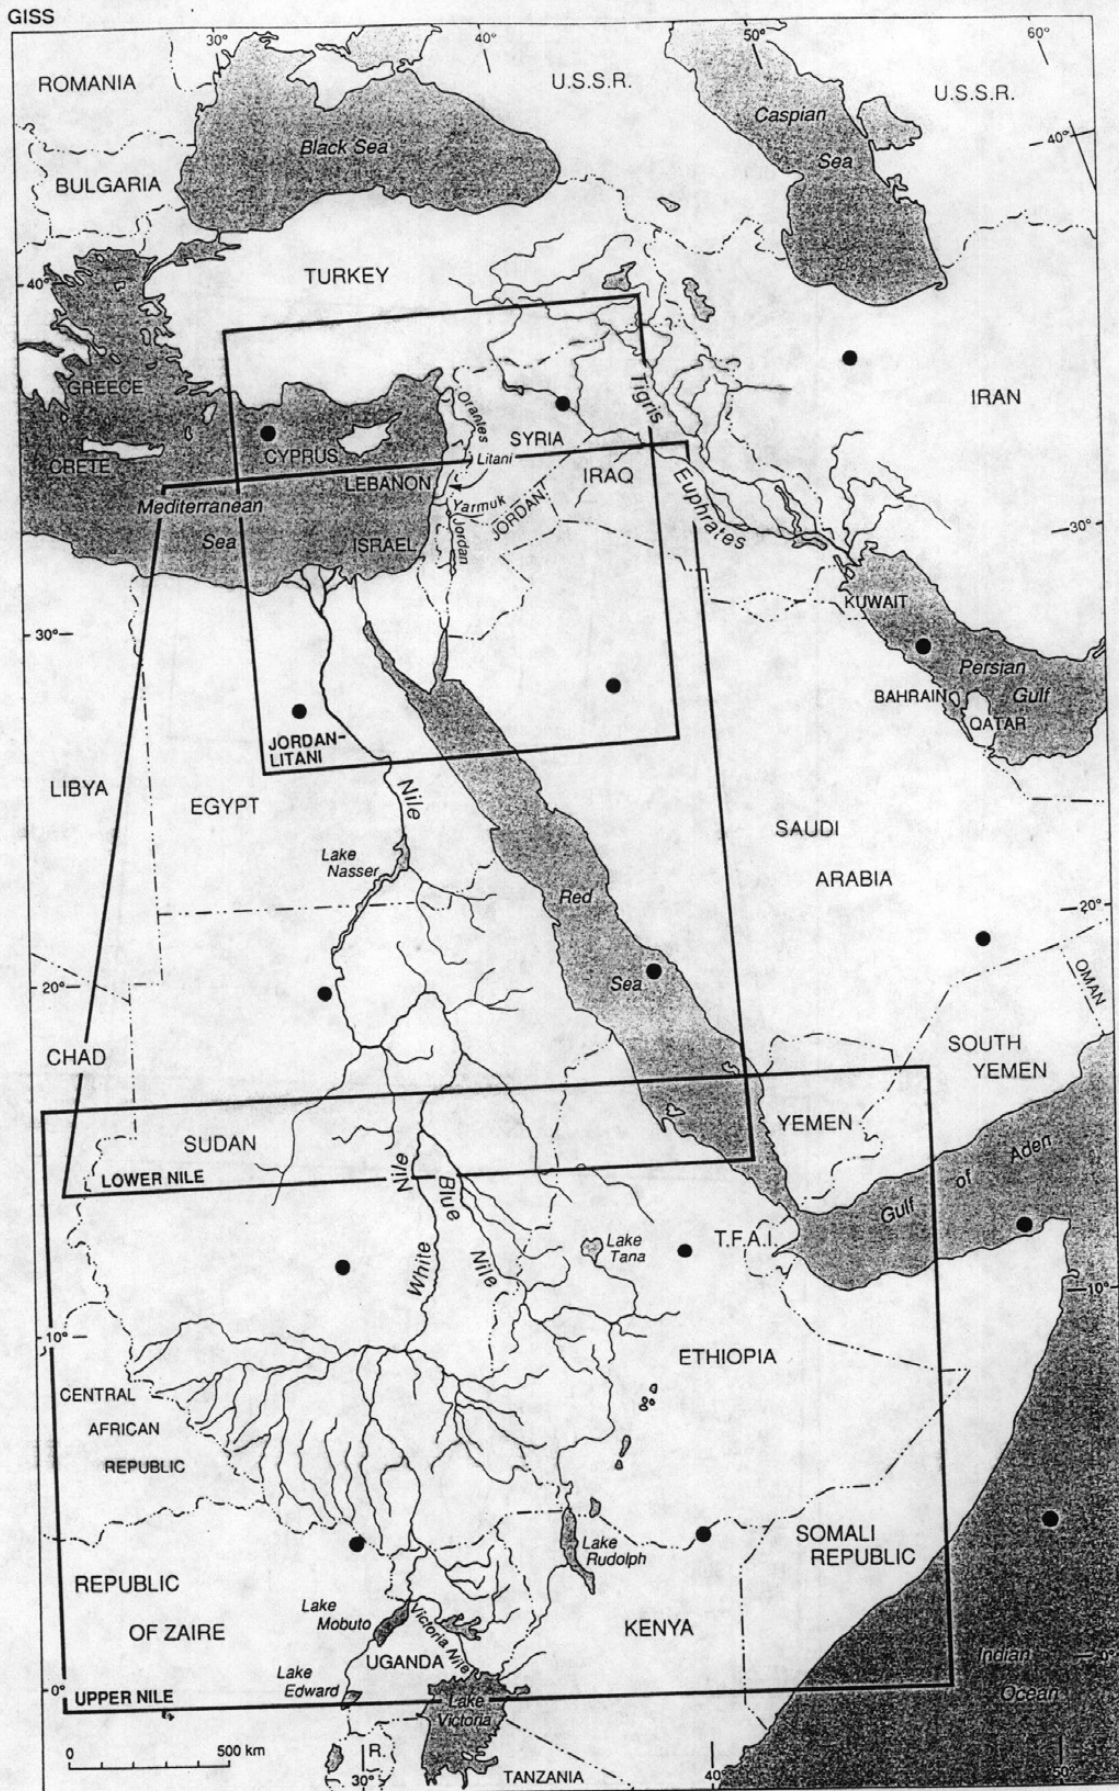 GISS
30°
40°
50°
60°
ROMANIA
U.S.S.R.
Caspian
Sea
U.S.S.R.
40°
Black Sea
BULGARIA
TURKEY
40°
GREECE
Tigris
IRAN
Orantes
SYRIA
CYPRUS
Litani
CRETE
LEBANON
IRAQ
Mediterranean
Sea
Yarmuk
JORDAN
Euphrates
30°
ISRAEL
Jordan
KUWAIT
30°
Persian
Gulf
BAHRAIN
QATAR
?
JORDAN-
LITANI
LIBYA
EGYPT
Nile
SAUDI
ARABIA
Lake
Nasser
Red
Sea
20°
20°
OMAN
CHAD
SOUTH
YEMEN
YEMEN
SUDAN
LOWER NILE
Nile
Blue
Nile
White
Gulf
of
Aden
Lake
Tana
T.F.A.I.
10°
10°
ETHIOPIA
CENTRAL
AFRICAN
REPUBLIC
SOMALI
REPUBLIC
Lake
Rudolph
REPUBLIC
OF ZAIRE
Lake
Mobuto
Victoria Nile
KENYA
UGANDA
Lake
Edward
Indian
Ocean
0°
0°
UPPER NILE
Lake
Victoria
0
500 km
R.
30°
TANZANIA
40°
50°